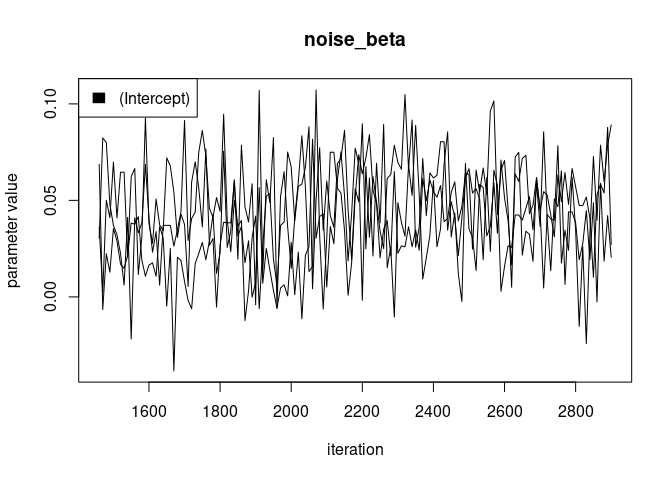 noise_beta
(Intercept)
parameter value
0.10
0.05
0.00
1600 1800 2000 2200 2400 2600 2800
iteration